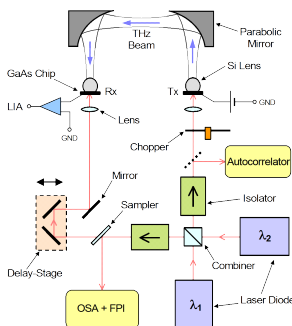 THz
Beam
Parabolic
Mirror
GaAs Chip
Rx
Tx
Si Lens
LIA
GND
Lens
GND
Chopper
Autocorrelator
Mirror
Isolator
Sampler
λ2
Delay-Stage
Combiner
OSA + FPI
λ1
Laser Diode